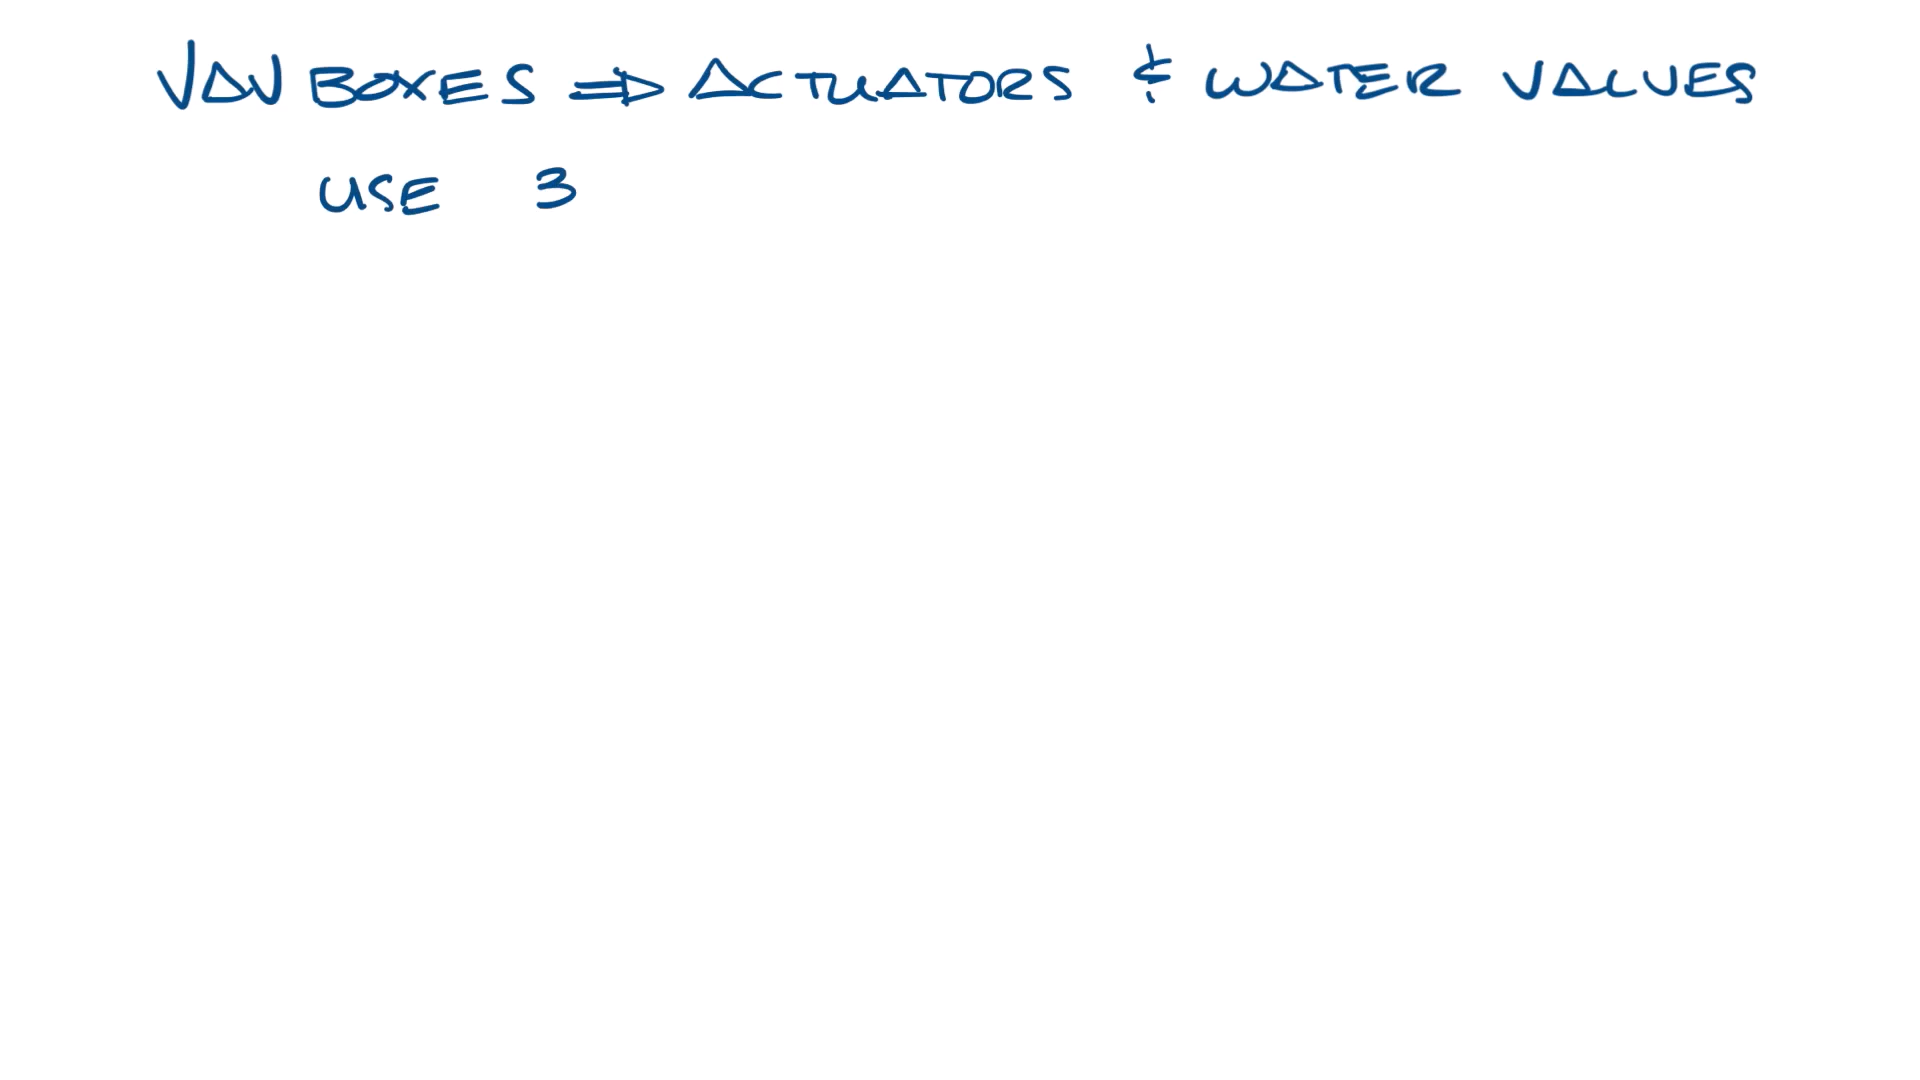 VAV BOXES ⇒ ACTUATORS & WATER VALVES
USE 3